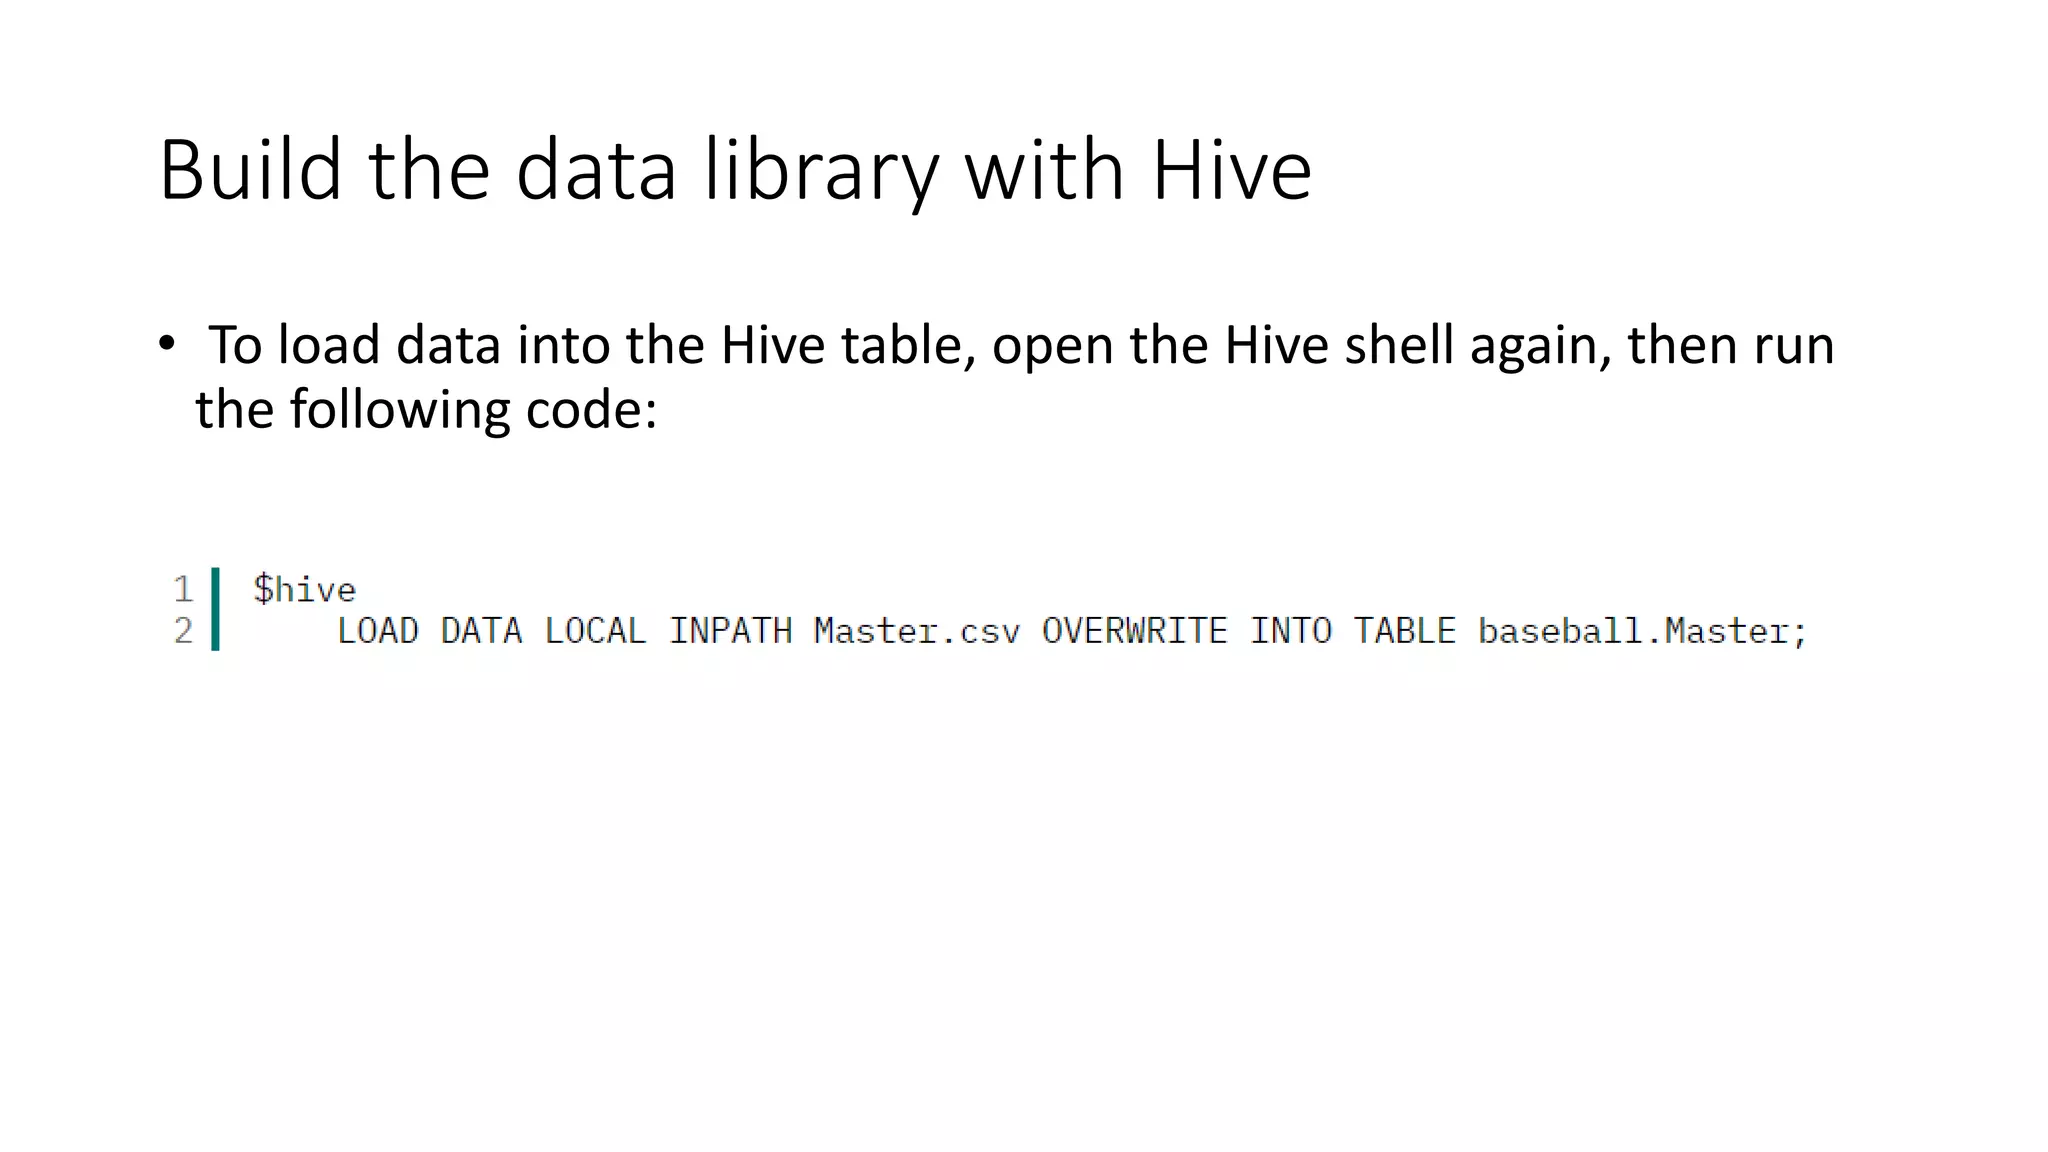 Build the data library with Hive
• To load data into the Hive table, open the Hive shell again, then run
the following code:
1 $hive
2 LOAD DATA LOCAL INPATH Master.csv OVERWRITE INTO TABLE baseball.Master;